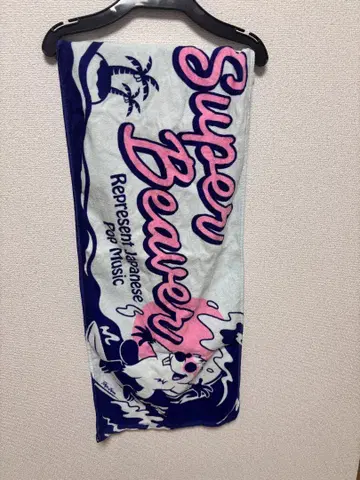 Super
Beaver
Represent Japanese
Pop Music